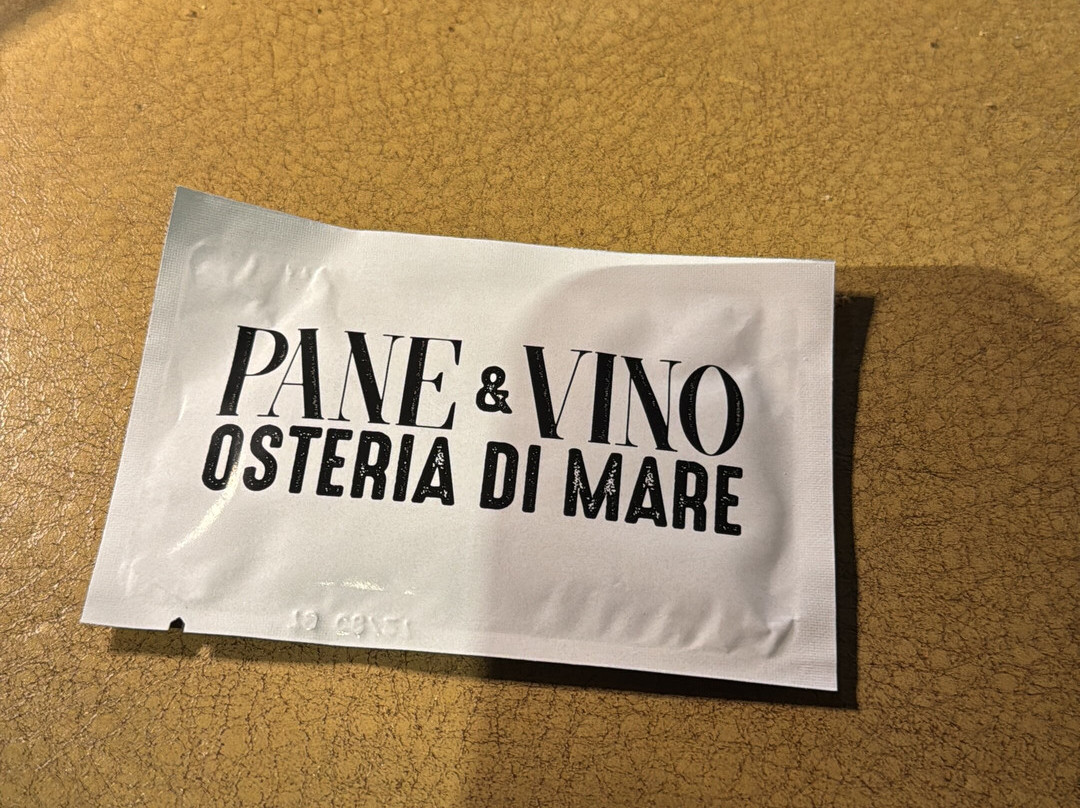 PANE & VINO
OSTERIA DI MARE